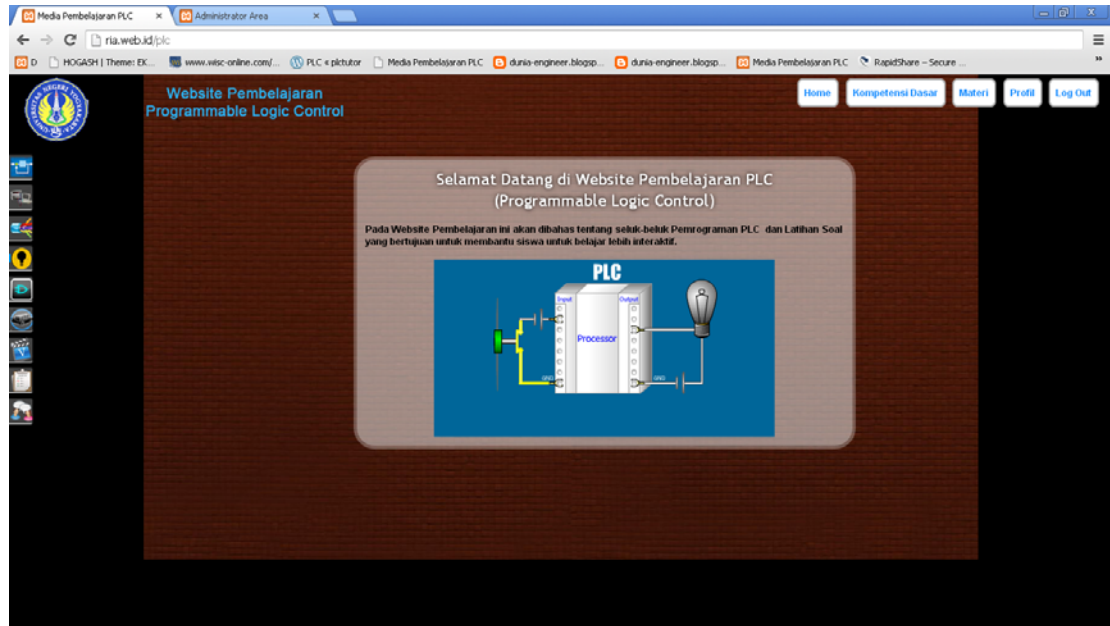 Media Pembelajaran PLC
Administrator Area
ria.web.id/plc
D
HOGASH | Theme: EK...
www.wisc-online.com/...
PLC « plctutor
Media Pembelajaran PLC
dunia-engineer.blogsp...
dunia-engineer.blogsp...
Media Pembelajaran PLC
RapidShare – Secure ...
Website Pembelajaran
Programmable Logic Control
Home
Kompetensi Dasar
Materi
Profil
Log Out
Selamat Datang di Website Pembelajaran PLC
(Programmable Logic Control)
Pada Website Pembelajaran ini akan dibahas tentang seluk-beluk Pemrograman PLC dan Latihan Soal
yang bertujuan untuk membantu siswa untuk belajar lebih interaktif.
PLC
Input
Output
Processor
GND
GND